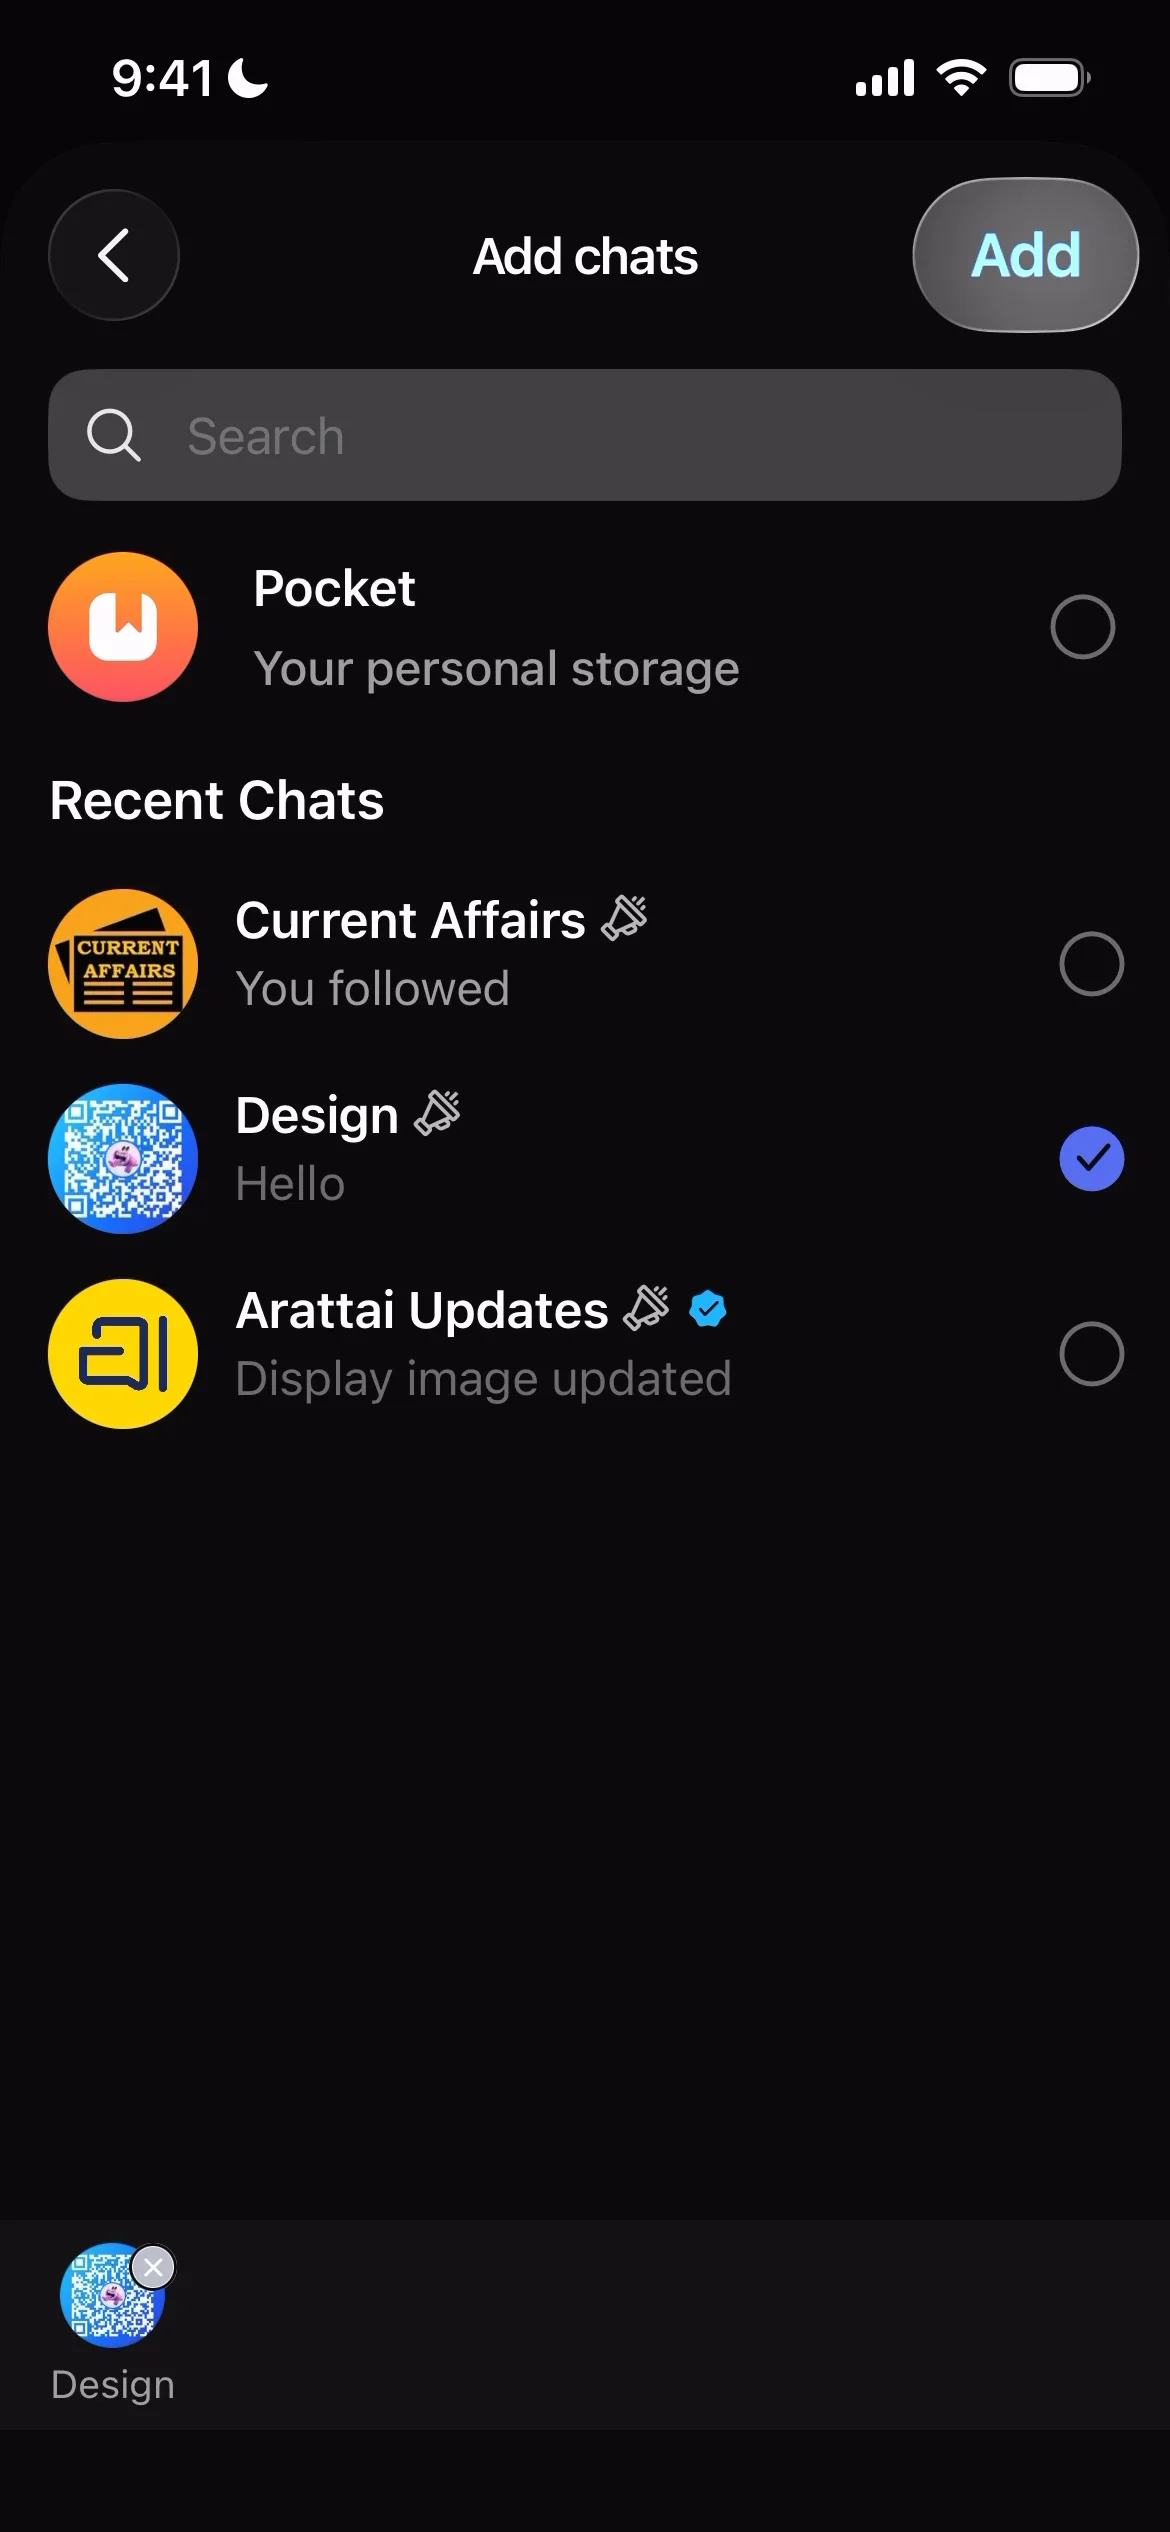 9:41
Add chats
Add
Search
Pocket
Your personal storage
Recent Chats
CURRENT
AFFAIRS
Current Affairs
You followed
Design
Hello
Arattai Updates
Display image updated
Design